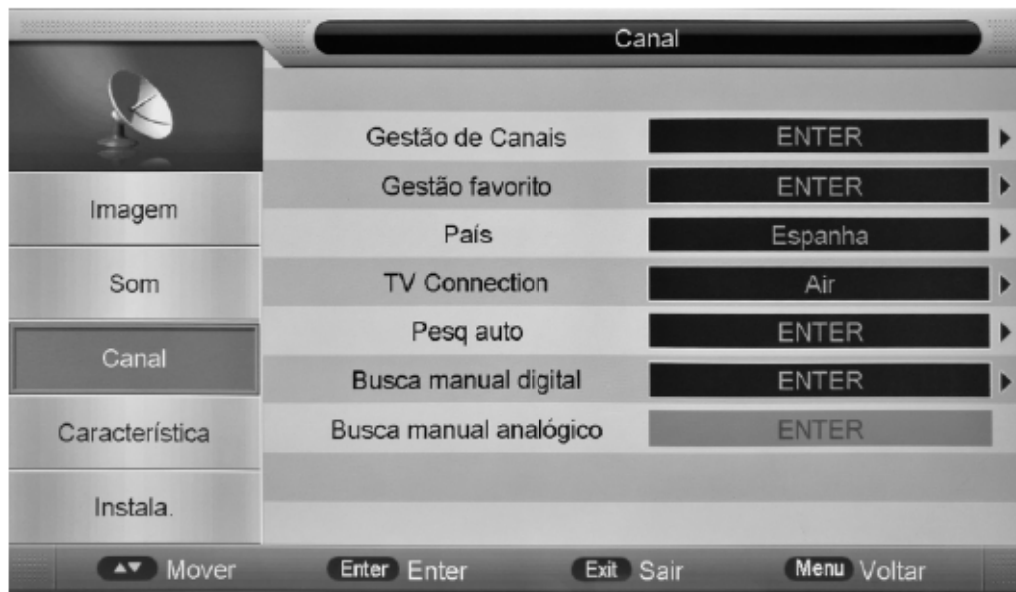 Canal
Imagem
Som
Canal
Característica
Instala.
Gestão de Canais ENTER
Gestão favorito ENTER
País Espanha
TV Connection Air
Pesq auto ENTER
Busca manual digital ENTER
Busca manual analógico ENTER
Enter Mover Enter Exit Sair Menu Voltar